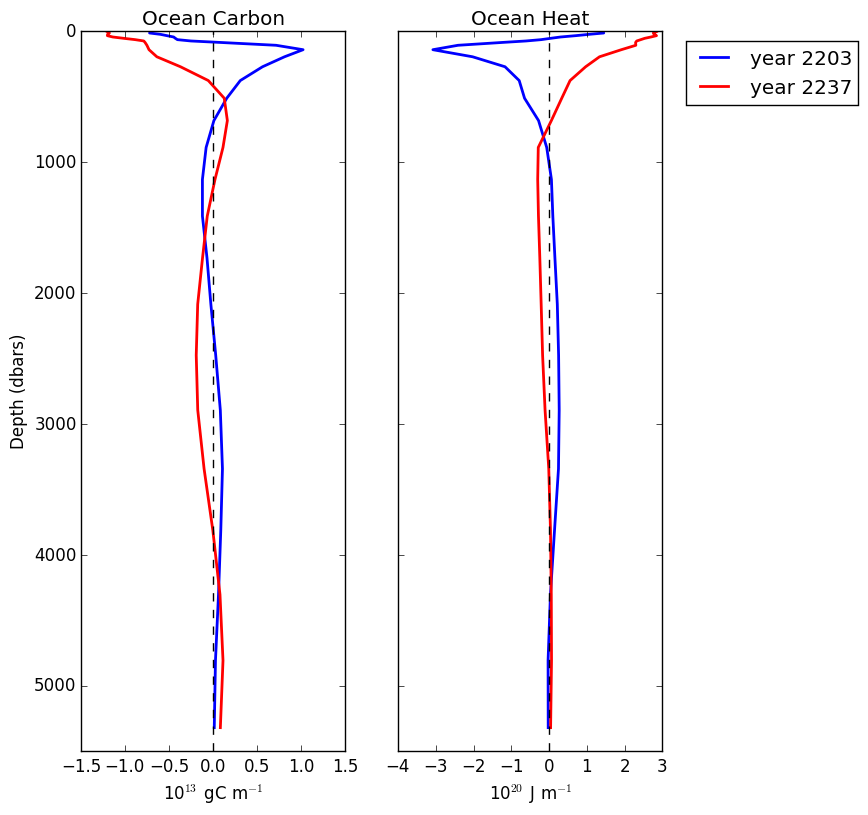 Ocean Carbon
Ocean Heat
year 2203
year 2237
0
1000
2000
3000
4000
5000
Depth (dbars)
−1.5 −1.0 −0.5 0.0 0.5 1.0 1.5
−4 −3 −2 −1 0 1 2 3
10¹³ gC m⁻¹
10²⁰ J m⁻¹